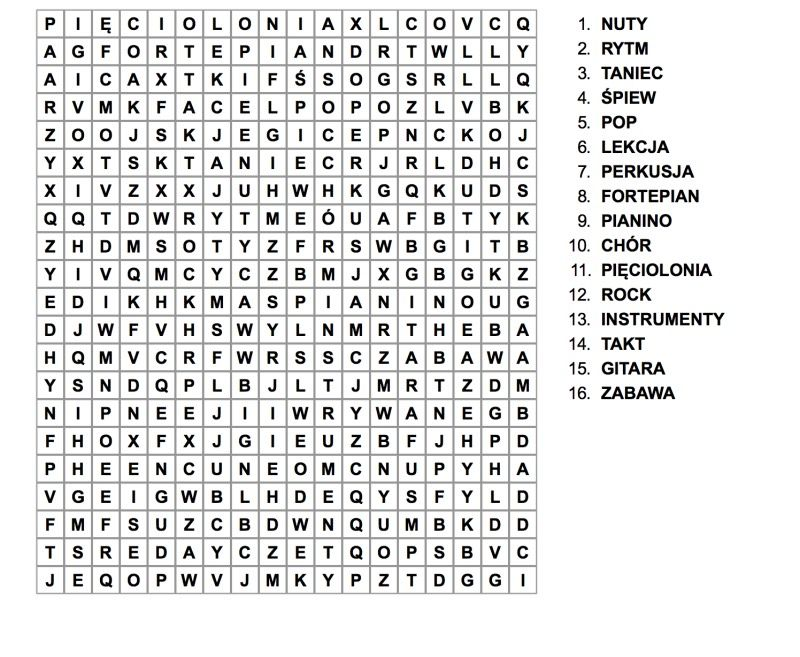 P I Ę C I O L O N I A X L C O V C Q
A G F O R T E P I A N D R T W L L Y
A I C A X T K I F Ś S O G S R L L Q
R V M K F A C E L P O P O Z L V B K
Z O O J S K J E G I C E P N C K O J
Y X T S K T A N I E C R J R L D H C
X I V Z X X J U H W H K G Q K U D S
Q Q T D W R Y T M E Ó U A F B T Y K
Z H D M S O T Y Z F R S W B G I T B
Y I V Q M C Y C Z B M J X G B G K Z
E D I K H K M A S P I A N I N O U G
D J W F V H S W Y L N M R T H E B A
H Q M V C R F W R S S C Z A B A W A
Y S N D Q P L B J L T J M R T Z D M
N I P N E E J I I W R Y W A N E G B
F H O X F X J G I E U Z B F J H P D
P H E E N C U N E O M C N U P Y H A
V G E I G W B L H D E Q Y S F Y L D
F M F S U Z C B D W N Q U M B K D D
T S R E D A Y C Z E T Q O P S B V C
J E Q O P W V J M K Y P Z T D G G I
1. NUTY
2. RYTM
3. TANIEC
4. ŚPIEW
5. POP
6. LEKCJA
7. PERKUSJA
8. FORTEPIAN
9. PIANINO
10. CHÓR
11. PIĘCIOLONIA
12. ROCK
13. INSTRUMENTY
14. TAKT
15. GITARA
16. ZABAWA